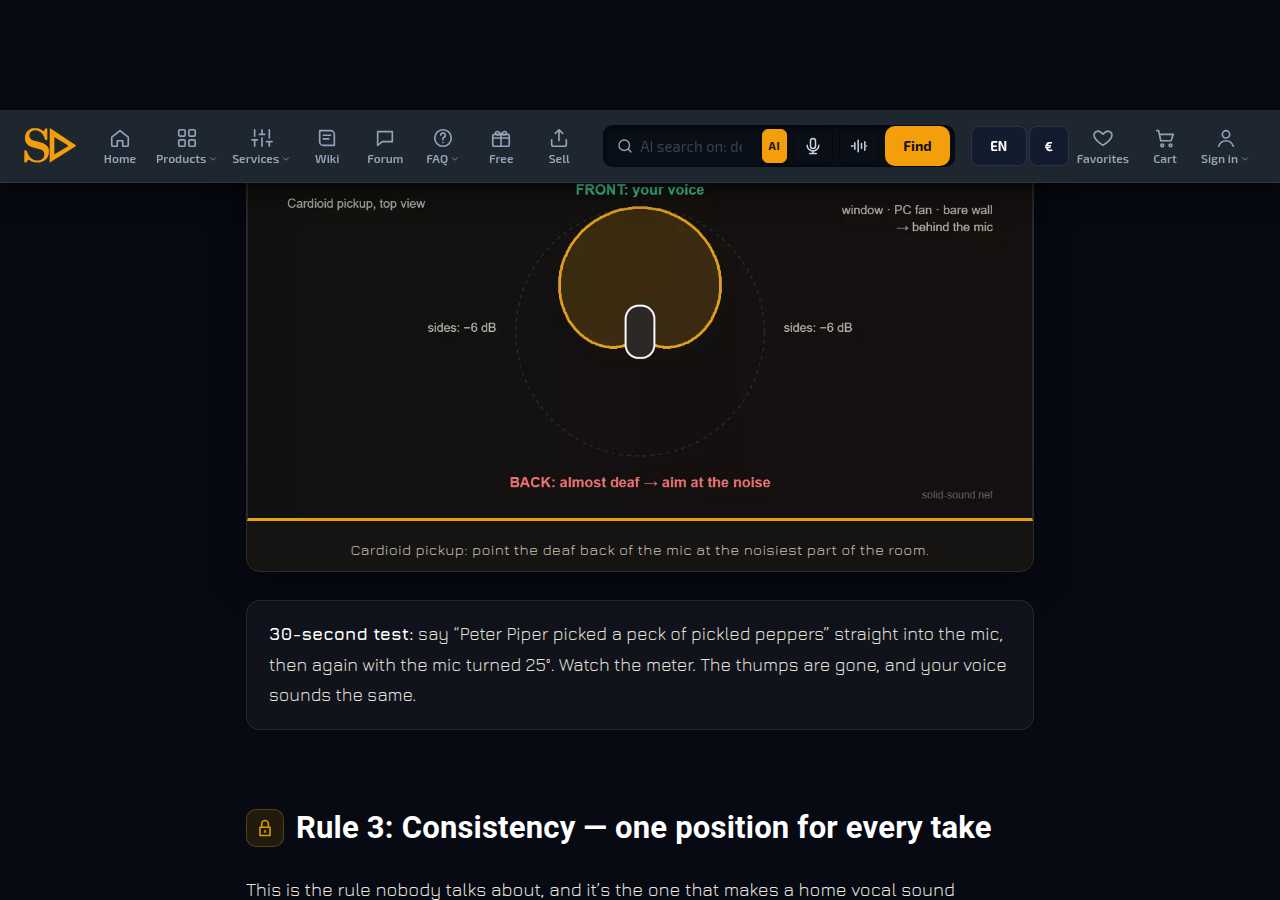 S
Home
Products
Services
Wiki
Forum
FAQ
Free
Sell
AI search on: de
AI
Find
EN
€
Favorites
Cart
Sign in
FRONT: your voice
Cardioid pickup, top view
window · PC fan · bare wall
→ behind the mic
sides: −6 dB
sides: −6 dB
BACK: almost deaf → aim at the noise
solid-sound.net
Cardioid pickup: point the deaf back of the mic at the noisiest part of the room.
30-second test: say “Peter Piper picked a peck of pickled peppers” straight into the mic,
then again with the mic turned 25°. Watch the meter. The thumps are gone, and your voice
sounds the same.
Rule 3: Consistency — one position for every take
This is the rule nobody talks about, and it’s the one that makes a home vocal sound